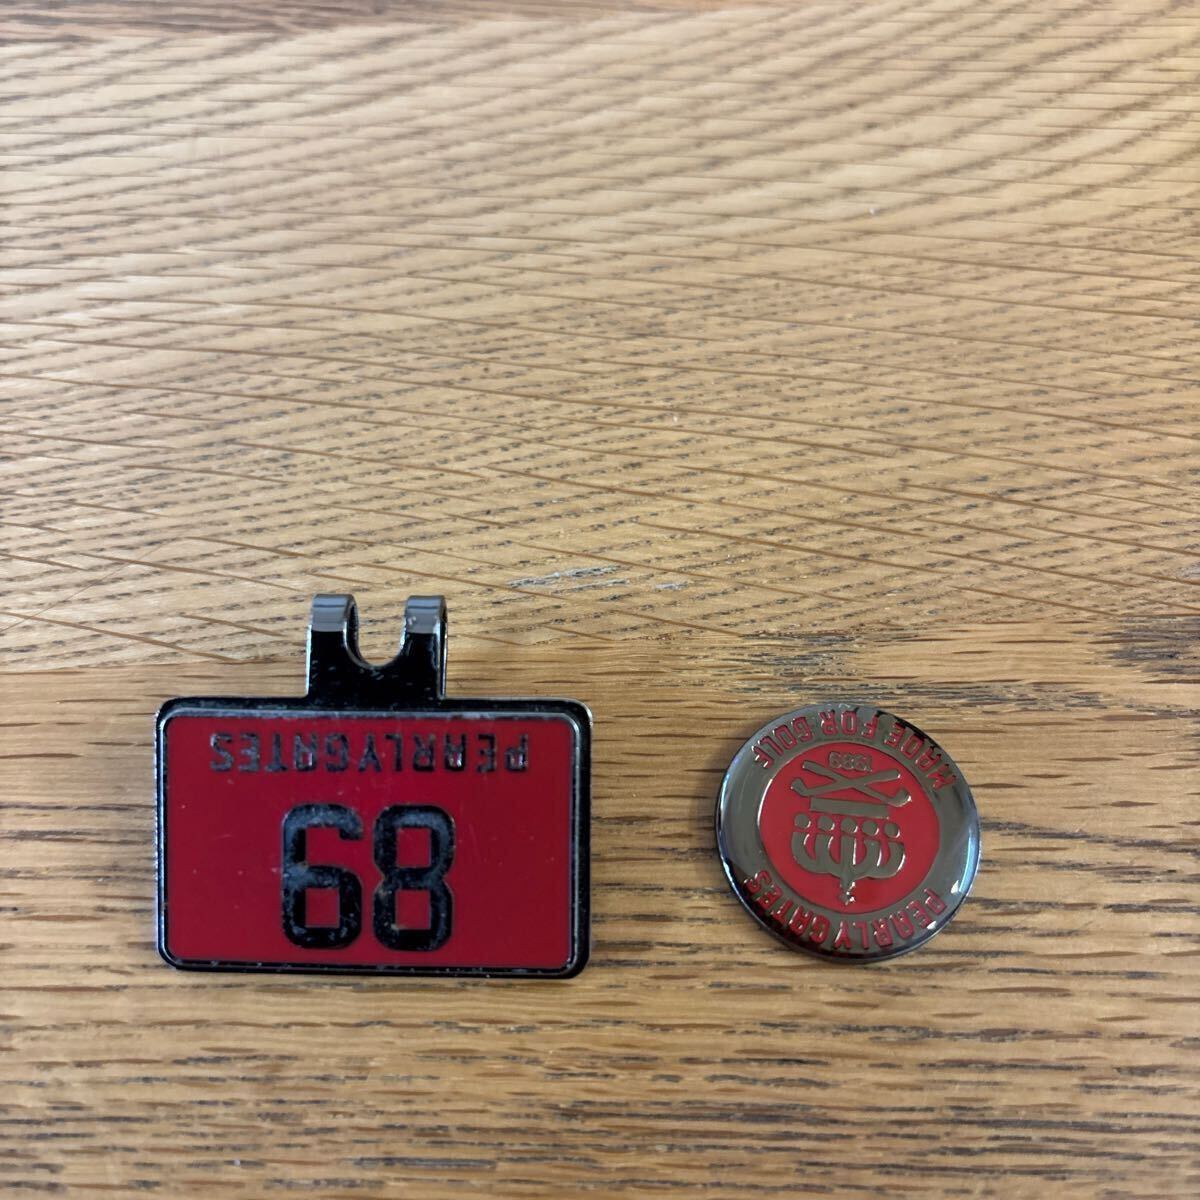 PEARLYGATES
89
PEARLYGATES
1989
MADE FOR GOLF